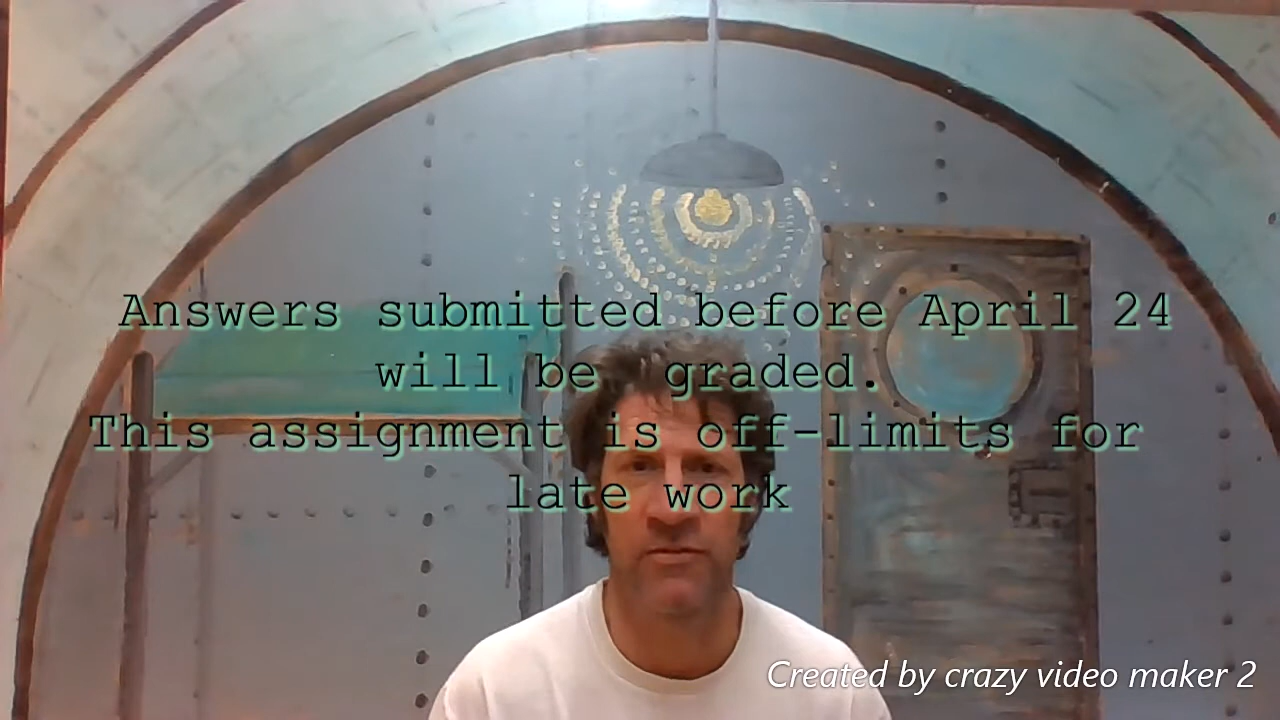 Answers submitted before April 24
will be graded.
This assignment is off-limits for
late work
Created by crazy video maker 2